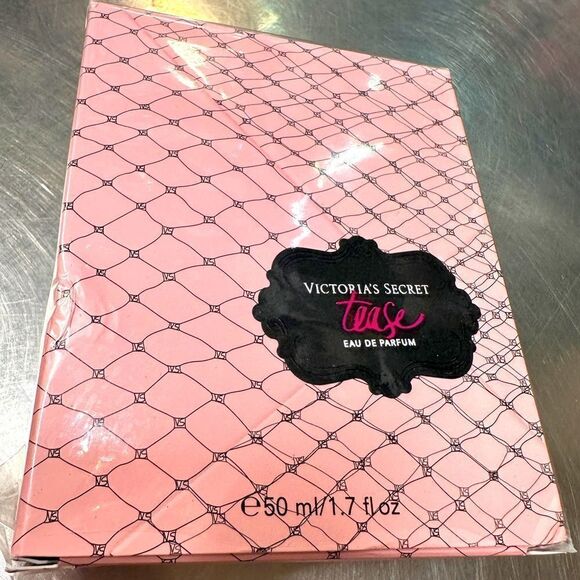 VICTORIA'S SECRET
tease
EAU DE PARFUM
℮50 ml/1.7 fl oz